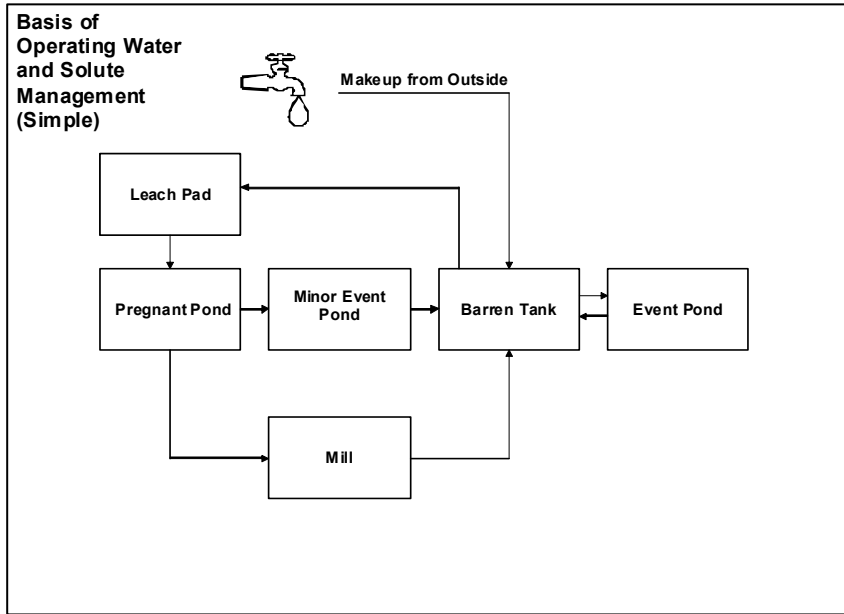 Basis of
Operating Water
and Solute
Management
(Simple)
Makeup from Outside
Leach Pad
Pregnant Pond
Minor Event
Pond
Barren Tank
Event Pond
Mill